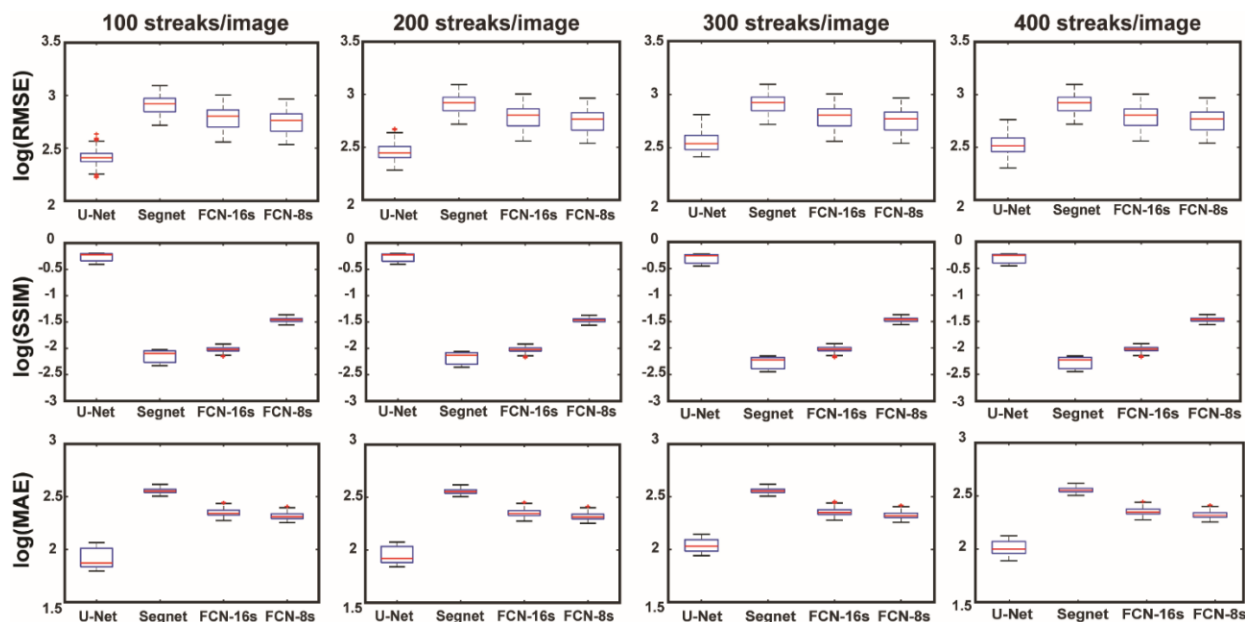 100 streaks/image 200 streaks/image 300 streaks/image 400 streaks/image
log(RMSE)
3.5 3.5 3.5 3.5
3 3 3 3
2.5 2.5 2.5 2.5
2 2 2 2
U-Net Segnet FCN-16s FCN-8s U-Net Segnet FCN-16s FCN-8s U-Net Segnet FCN-16s FCN-8s U-Net Segnet FCN-16s FCN-8s
log(SSIM)
0 0 0 0
-0.5 -0.5 -0.5 -0.5
-1 -1 -1 -1
-1.5 -1.5 -1.5 -1.5
-2 -2 -2 -2
-2.5 -2.5 -2.5 -2.5
-3 -3 -3 -3
U-Net Segnet FCN-16s FCN-8s U-Net Segnet FCN-16s FCN-8s U-Net Segnet FCN-16s FCN-8s U-Net Segnet FCN-16s FCN-8s
log(MAE)
3 3 3 3
2.5 2.5 2.5 2.5
2 2 2 2
1.5 1.5 1.5 1.5
U-Net Segnet FCN-16s FCN-8s U-Net Segnet FCN-16s FCN-8s U-Net Segnet FCN-16s FCN-8s U-Net Segnet FCN-16s FCN-8s